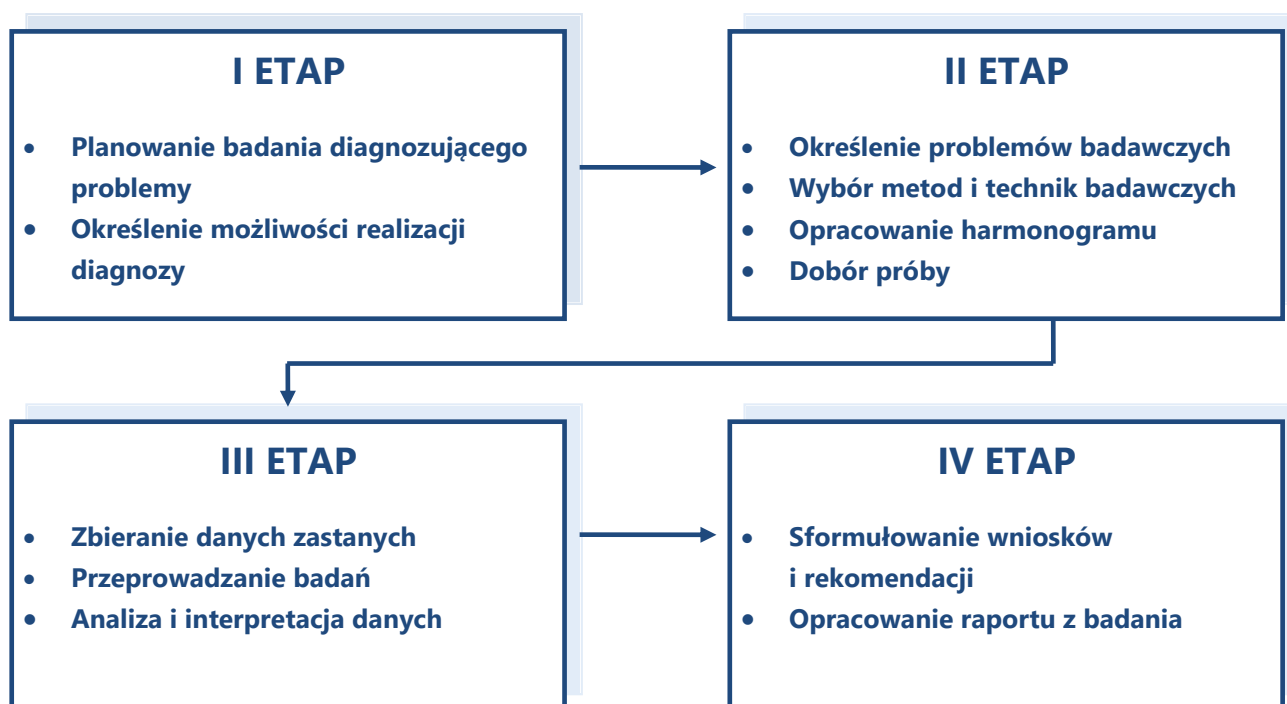 I ETAP
• Planowanie badania diagnozującego
problemy
• Określenie możliwości realizacji
diagnozy
II ETAP
• Określenie problemów badawczych
• Wybór metod i technik badawczych
• Opracowanie harmonogramu
• Dobór próby
III ETAP
• Zbieranie danych zastanych
• Przeprowadzanie badań
• Analiza i interpretacja danych
IV ETAP
• Sformułowanie wniosków
i rekomendacji
• Opracowanie raportu z badania